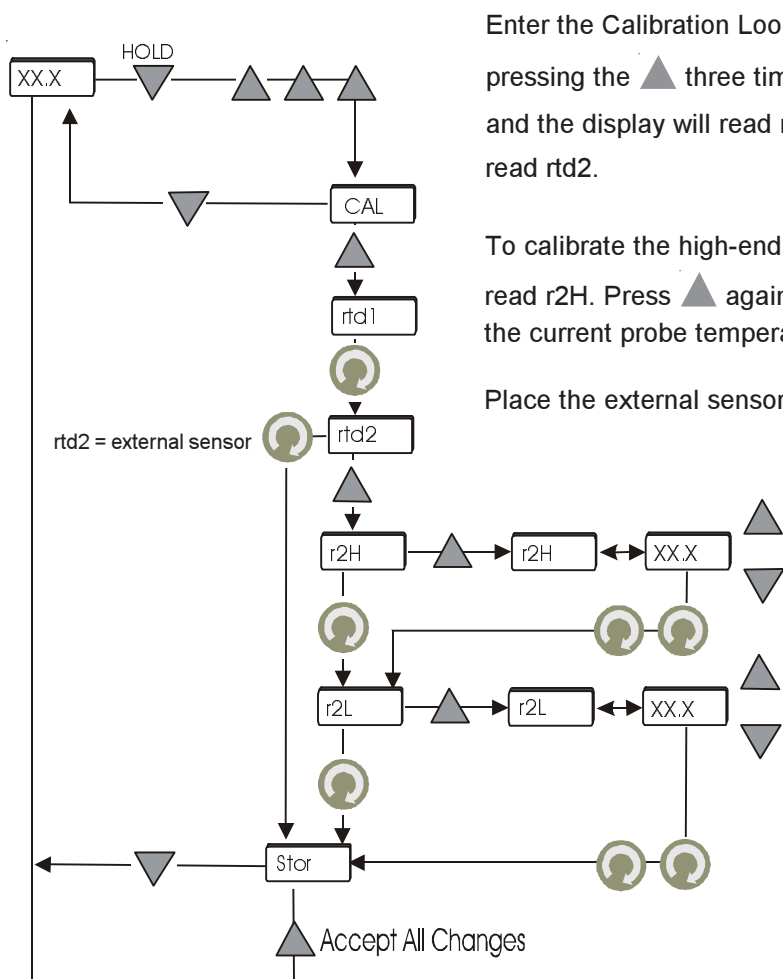 Enter the Calibration Loo
pressing the three tim
and the display will read
read rtd2.
To calibrate the high-end
read r2H. Press again
the current probe tempera
Place the external sensor
HOLD
XX.X
CAL
rtd1
rtd2 = external sensor
rtd2
r2H
r2H
XX.X
r2L
r2L
XX.X
Stor
Accept All Changes